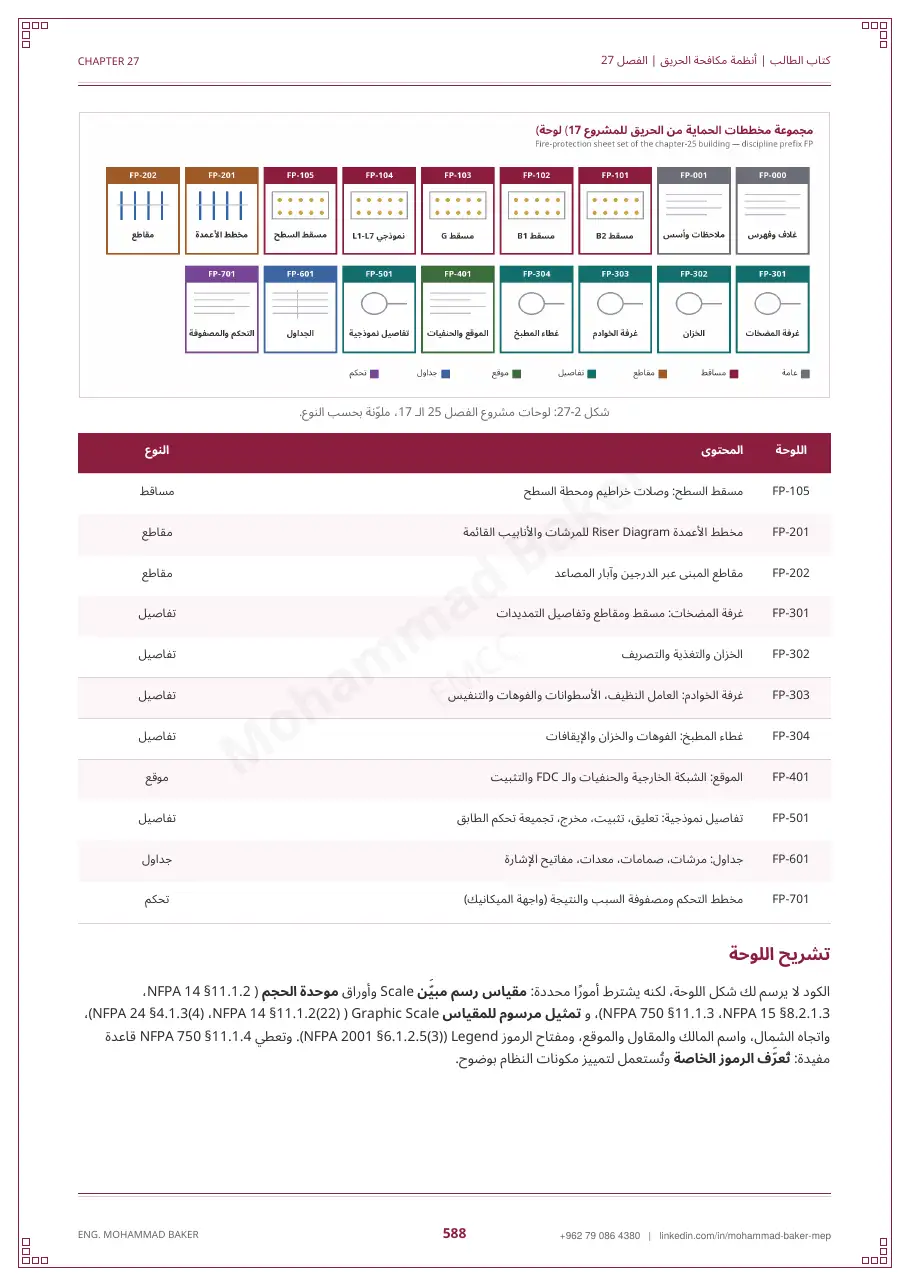 CHAPTER 27
كتاب الطالب | أنظمة مكافحة الحريق | الفصل 27
مجموعة مخططات الحماية من الحريق للمشروع 17) لوحة)
Fire-protection sheet set of the chapter-25 building — discipline prefix FP
FP-000 FP-001 FP-101 FP-102 FP-103 FP-104 FP-105 FP-201 FP-202
غلاف وفهرس ملاحظات وأسس مسقط B2 مسقط B1 مسقط G نموذجي L1-L7 مسقط السطح مخطط الأعمدة مقاطع
FP-301 FP-302 FP-303 FP-304 FP-401 FP-501 FP-601 FP-701
غرفة المضخات الخزان غرفة الخوادم غطاء المطبخ الموقع والحنفيات تفاصيل نموذجية الجداول التحكم والمصفوفة
عامة مساقط مقاطع تفاصيل موقع جداول تحكم
شكل 2-27: لوحات مشروع الفصل 25 الـ 17، ملوّنة بحسب النوع.
اللوحة المحتوى النوع
FP-105 مسقط السطح: وصلات خراطيم ومحطة السطح مساقط
FP-201 مخطط الأعمدة Riser Diagram للمرشات والأنابيب القائمة مقاطع
FP-202 مقاطع المبنى عبر الدرجين وآبار المصاعد مقاطع
FP-301 غرفة المضخات: مسقط ومقاطع وتفاصيل التمديدات تفاصيل
FP-302 الخزان والتغذية والتصريف تفاصيل
FP-303 غرفة الخوادم: العامل النظيف، الأسطوانات والفوهات والتنفيس تفاصيل
FP-304 غطاء المطبخ: الفوهات والخزان والإيقافات تفاصيل
FP-401 الموقع: الشبكة الخارجية والحنفيات والـ FDC والتثبيت موقع
FP-501 تفاصيل نموذجية: تعليق، تثبيت، مخرج، تجميعة تحكم الطابق تفاصيل
FP-601 جداول: مرشات، صمامات، معدات، مفاتيح الإشارة جداول
FP-701 مخطط التحكم ومصفوفة السبب والنتيجة (واجهة الميكانيك) تحكم
Mohammad Baker
EMCC
تشريح اللوحة
الكود لا يرسم لك شكل اللوحة، لكنه يشترط أمورًا محددة: مقياس رسم مبيَّن Scale وأوراق موحدة الحجم ( NFPA 14 §11.1.2،
NFPA 750 §11.1.3 ،NFPA 15 §8.2.1.3)، و تمثيل مرسوم للمقياس Graphic Scale ( NFPA 24 §4.1.3(4) ،NFPA 14 §11.1.2(22))،
واتجاه الشمال، واسم المالك والمقاول والموقع، ومفتاح الرموز Legend (NFPA 2001 §6.1.2.5(3)). وتعطي NFPA 750 §11.1.4 قاعدة
مفيدة: تُعرَّف الرموز الخاصة وتُستعمل لتمييز مكونات النظام بوضوح.
ENG. MOHAMMAD BAKER
588
+962 79 086 4380 | linkedin.com/in/mohammad-baker-mep